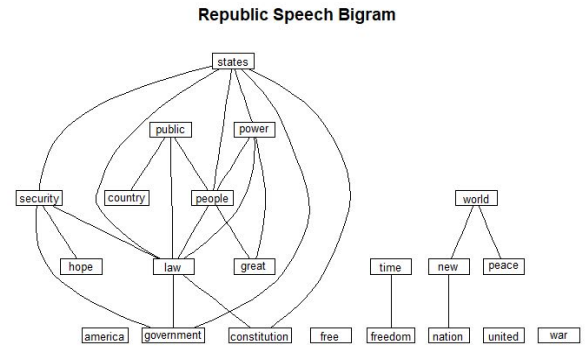 Republic Speech Bigram
states
public power
security country people world
hope law great time new peace
america government constitution free freedom nation united war